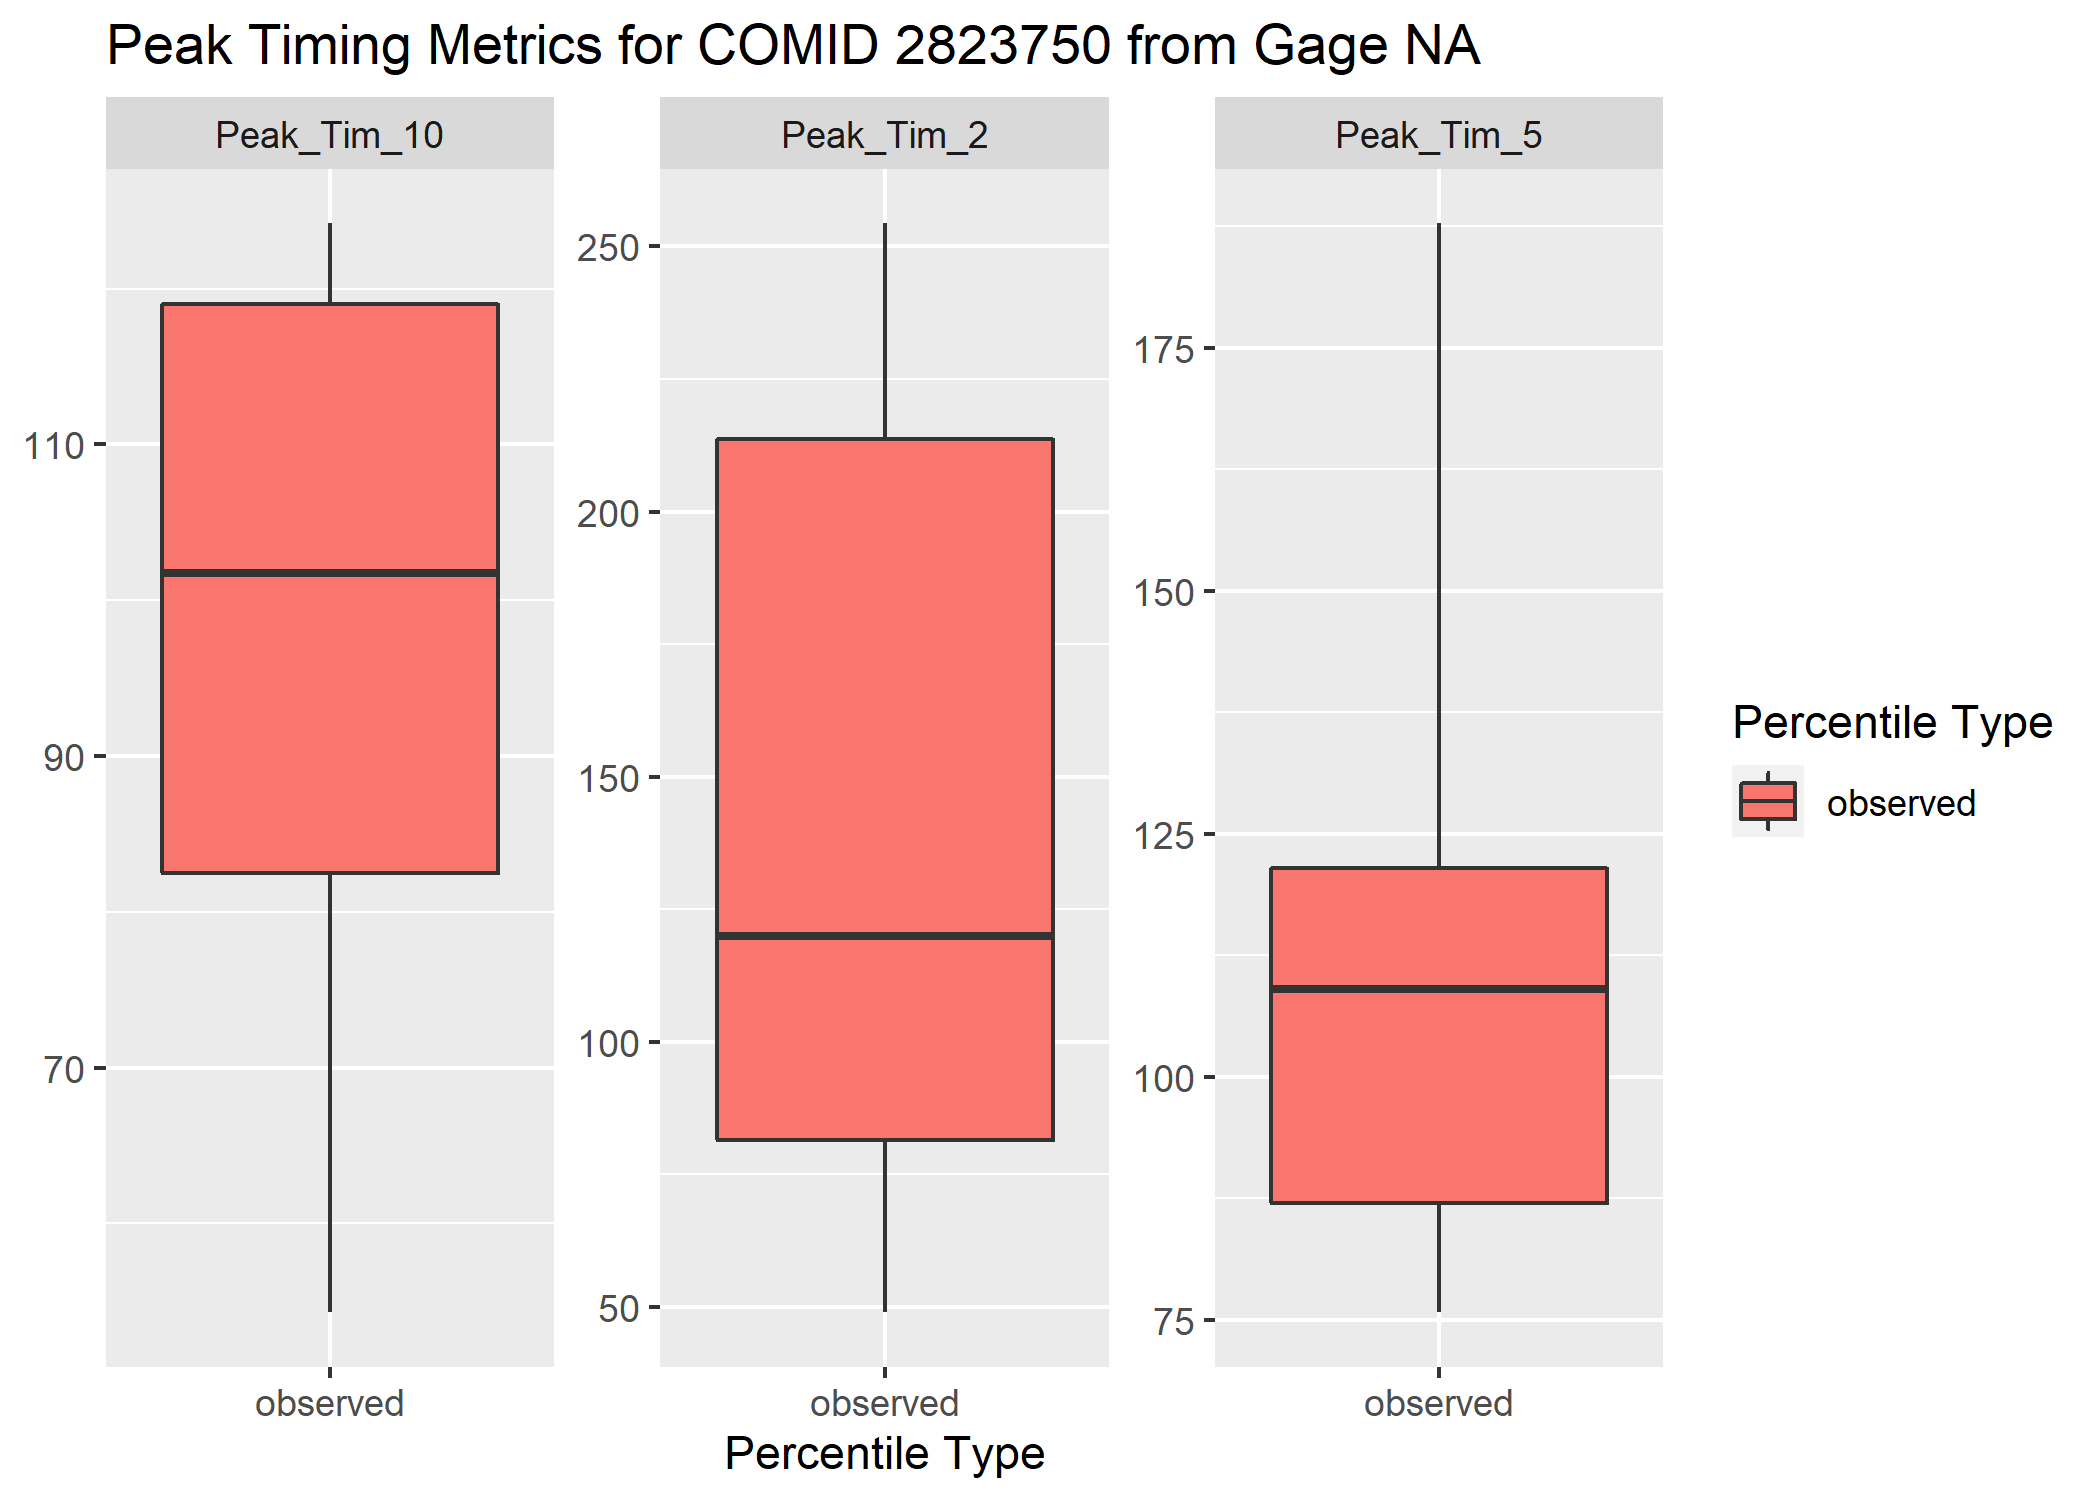 Peak Timing Metrics for COMID 2823750 from Gage NA
Peak_Tim_10
Peak_Tim_2
Peak_Tim_5
110
90
70
250
200
150
100
50
175
150
125
100
75
observed
observed
observed
Percentile Type
Percentile Type
observed